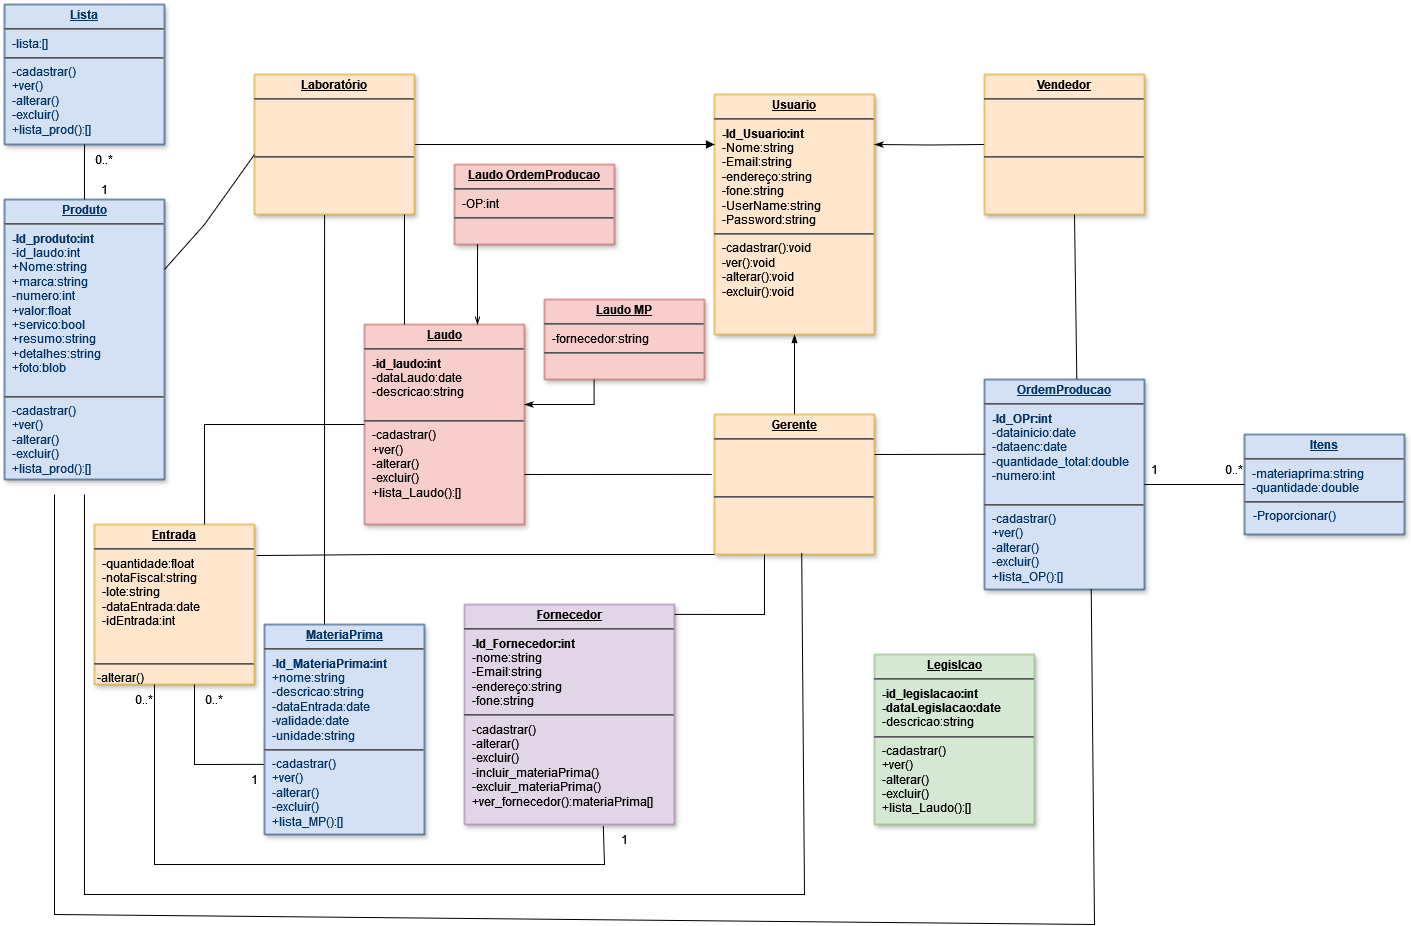 Lista
-lista:[]
-cadastrar()
+ver()
-alterar()
-excluir()
+lista_prod():[]
0..*
1
Produto
-Id_produto:int
-id_laudo:int
+Nome:string
+marca:string
-numero:int
+valor:float
+servico:bool
+resumo:string
+detalhes:string
+foto:blob
-cadastrar()
+ver()
-alterar()
-excluir()
+lista_prod():[]
Laboratório
Laudo OrdemProducao
-OP:int
Laudo MP
-fornecedor:string
Laudo
-id_laudo:int
-dataLaudo:date
-descricao:string
-cadastrar()
+ver()
-alterar()
-excluir()
+lista_Laudo():[]
Usuario
-Id_Usuario:int
-Nome:string
-Email:string
-endereço:string
-fone:string
-UserName:string
-Password:string
-cadastrar():void
-ver():void
-alterar():void
-excluir():void
Vendedor
Gerente
OrdemProducao
-Id_OPr:int
-datainicio:date
-dataenc:date
-quantidade_total:double
-numero:int
-cadastrar()
+ver()
-alterar()
-excluir()
+lista_OP():[]
1
0..*
Itens
-materiaprima:string
-quantidade:double
-Proporcionar()
Entrada
-quantidade:float
-notaFiscal:string
-lote:string
-dataEntrada:date
-idEntrada:int
-alterar()
0..*
0..*
1
MateriaPrima
-Id_MateriaPrima:int
+nome:string
-descricao:string
-dataEntrada:date
-validade:date
-unidade:string
-cadastrar()
+ver()
-alterar()
-excluir()
+lista_MP():[]
Fornecedor
-Id_Fornecedor:int
-nome:string
-Email:string
-endereço:string
-fone:string
-cadastrar()
-alterar()
-excluir()
-incluir_materiaPrima()
-excluir_materiaPrima()
+ver_fornecedor():materiaPrima[]
1
Legislcao
-id_legislacao:int
-dataLegislacao:date
-descricao:string
-cadastrar()
+ver()
-alterar()
-excluir()
+lista_Laudo():[]